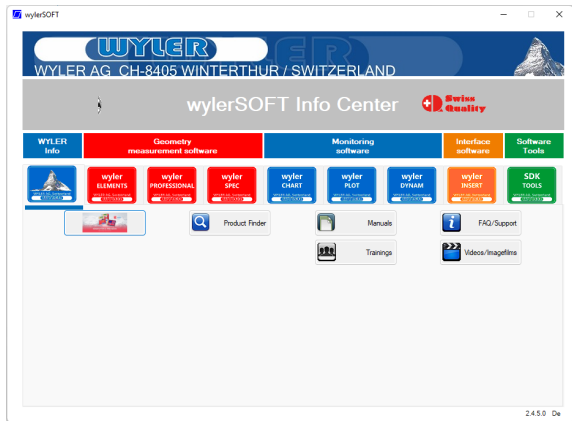 wylerSOFT
WYLER
WYLER AG CH-8405 WINTERTHUR / SWITZERLAND
wylerSOFT Info Center
Swiss
Quality
WYLER
Info
Geometry
measurement software
Monitoring
software
Interface
software
Software
Tools
wyler
ELEMENTS
wyler
PROFESSIONAL
wyler
SPEC
wyler
CHART
wyler
PLOT
wyler
DYNAM
wyler
INSERT
SDK
TOOLS
Product Finder
Manuals
FAQ/Support
Trainings
Videos/Imagefilms
2.4.5.0 De